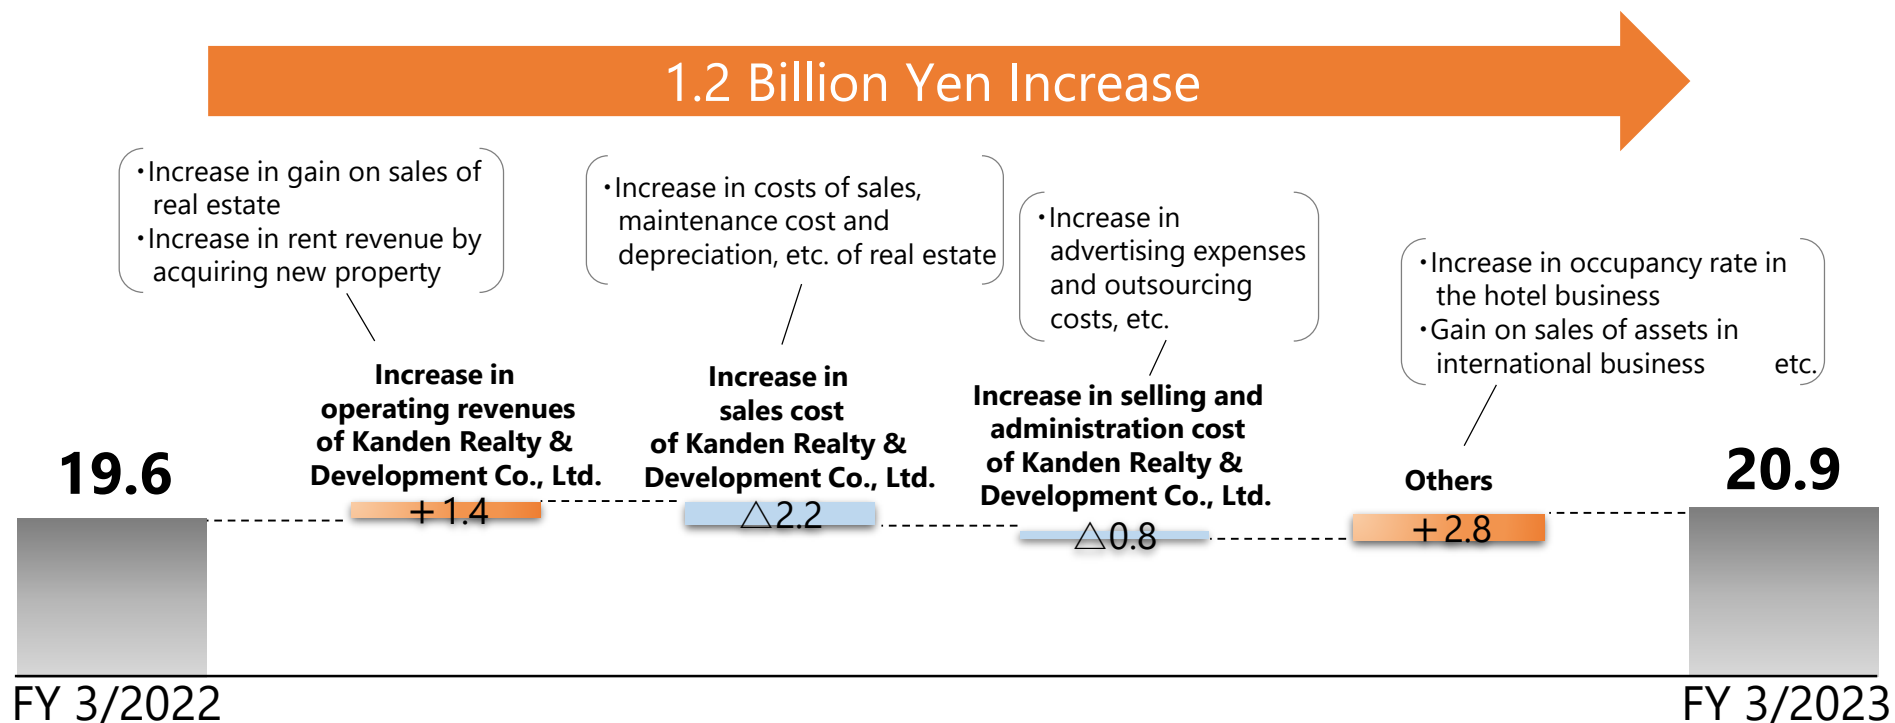 1.2 Billion Yen Increase
・Increase in gain on sales of
real estate
・Increase in rent revenue by
acquiring new property
・Increase in costs of sales,
maintenance cost and
depreciation, etc. of real estate
・Increase in
advertising expenses
and outsourcing
costs, etc.
・Increase in occupancy rate in
the hotel business
・Gain on sales of assets in
international business etc.
19.6
Increase in
operating revenues
of Kanden Realty &
Development Co., Ltd.
+1.4
Increase in
sales cost
of Kanden Realty &
Development Co., Ltd.
△2.2
Increase in selling and
administration cost
of Kanden Realty &
Development Co., Ltd.
△0.8
Others
+2.8
20.9
FY 3/2022
FY 3/2023